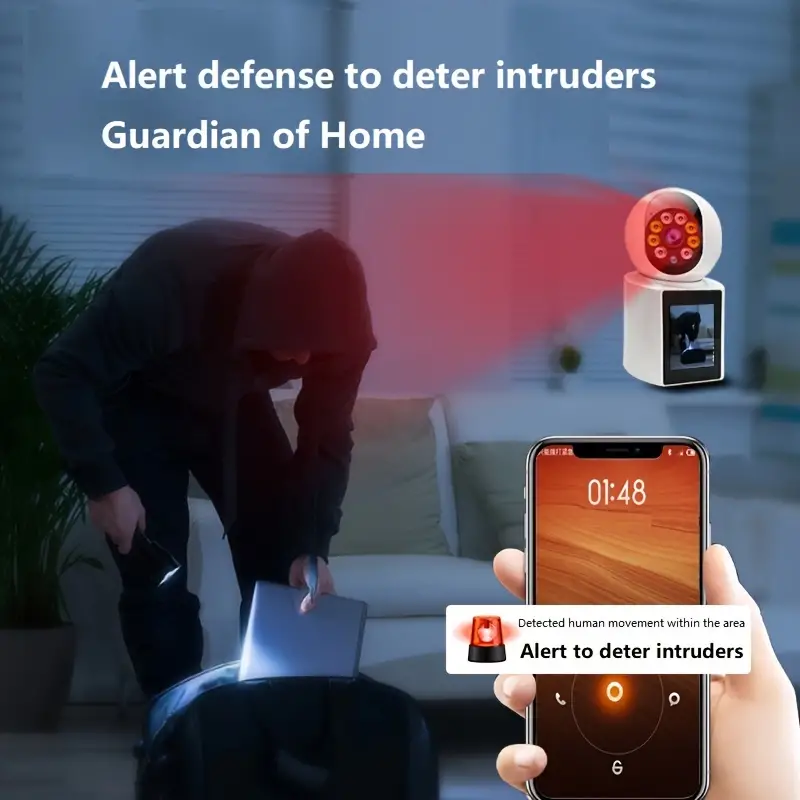 Alert defense to deter intruders
Guardian of Home
01:48
Detected human movement within the area
Alert to deter intruders